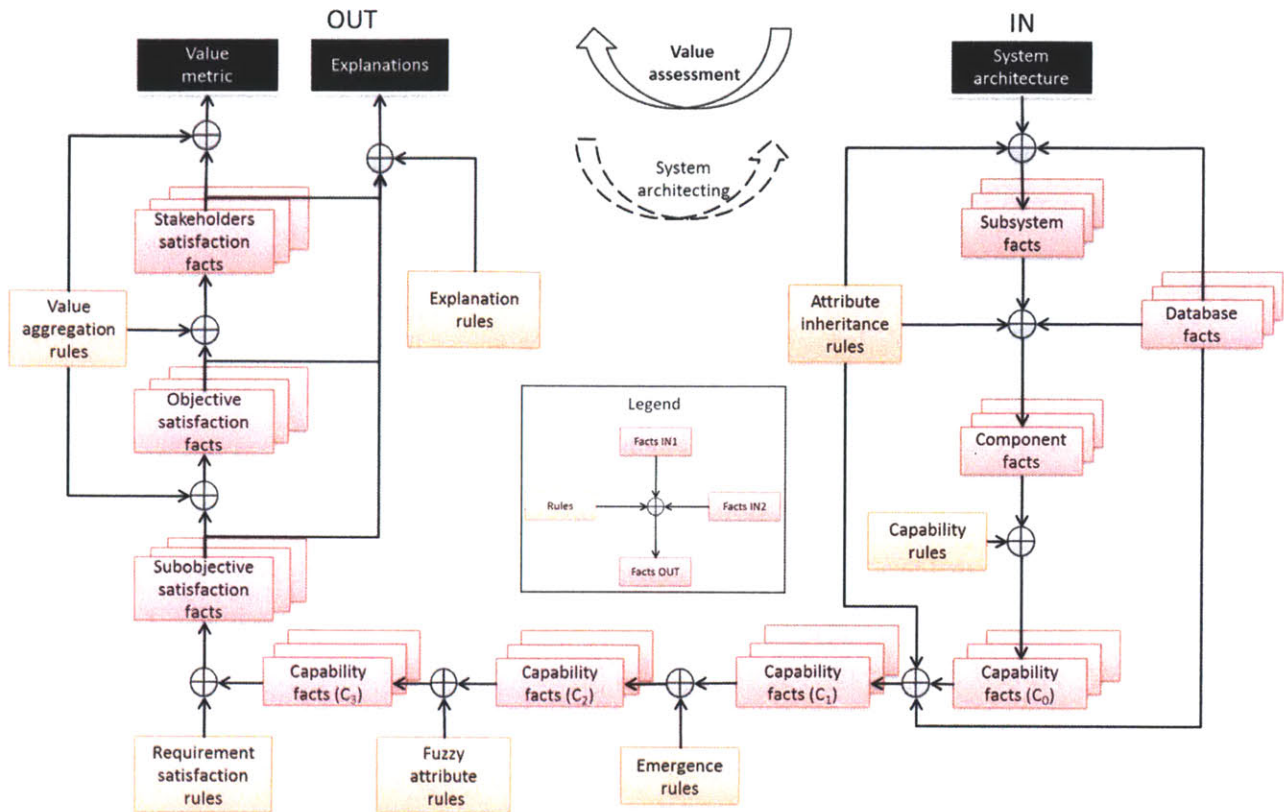 OUT
IN
Value
metric
Explanations
Value
assessment
System
architecture
System
architecting
Stakeholders
satisfaction
facts
Subsystem
facts
Value
aggregation
rules
Explanation
rules
Attribute
inheritance
rules
Database
facts
Objective
satisfaction
facts
Legend
Facts IN1
Rules
Facts IN2
Facts OUT
Component
facts
Capability
rules
Subobjective
satisfaction
facts
Capability
facts (C₃)
Capability
facts (C₂)
Capability
facts (C₁)
Capability
facts (C₀)
Requirement
satisfaction
rules
Fuzzy
attribute
rules
Emergence
rules